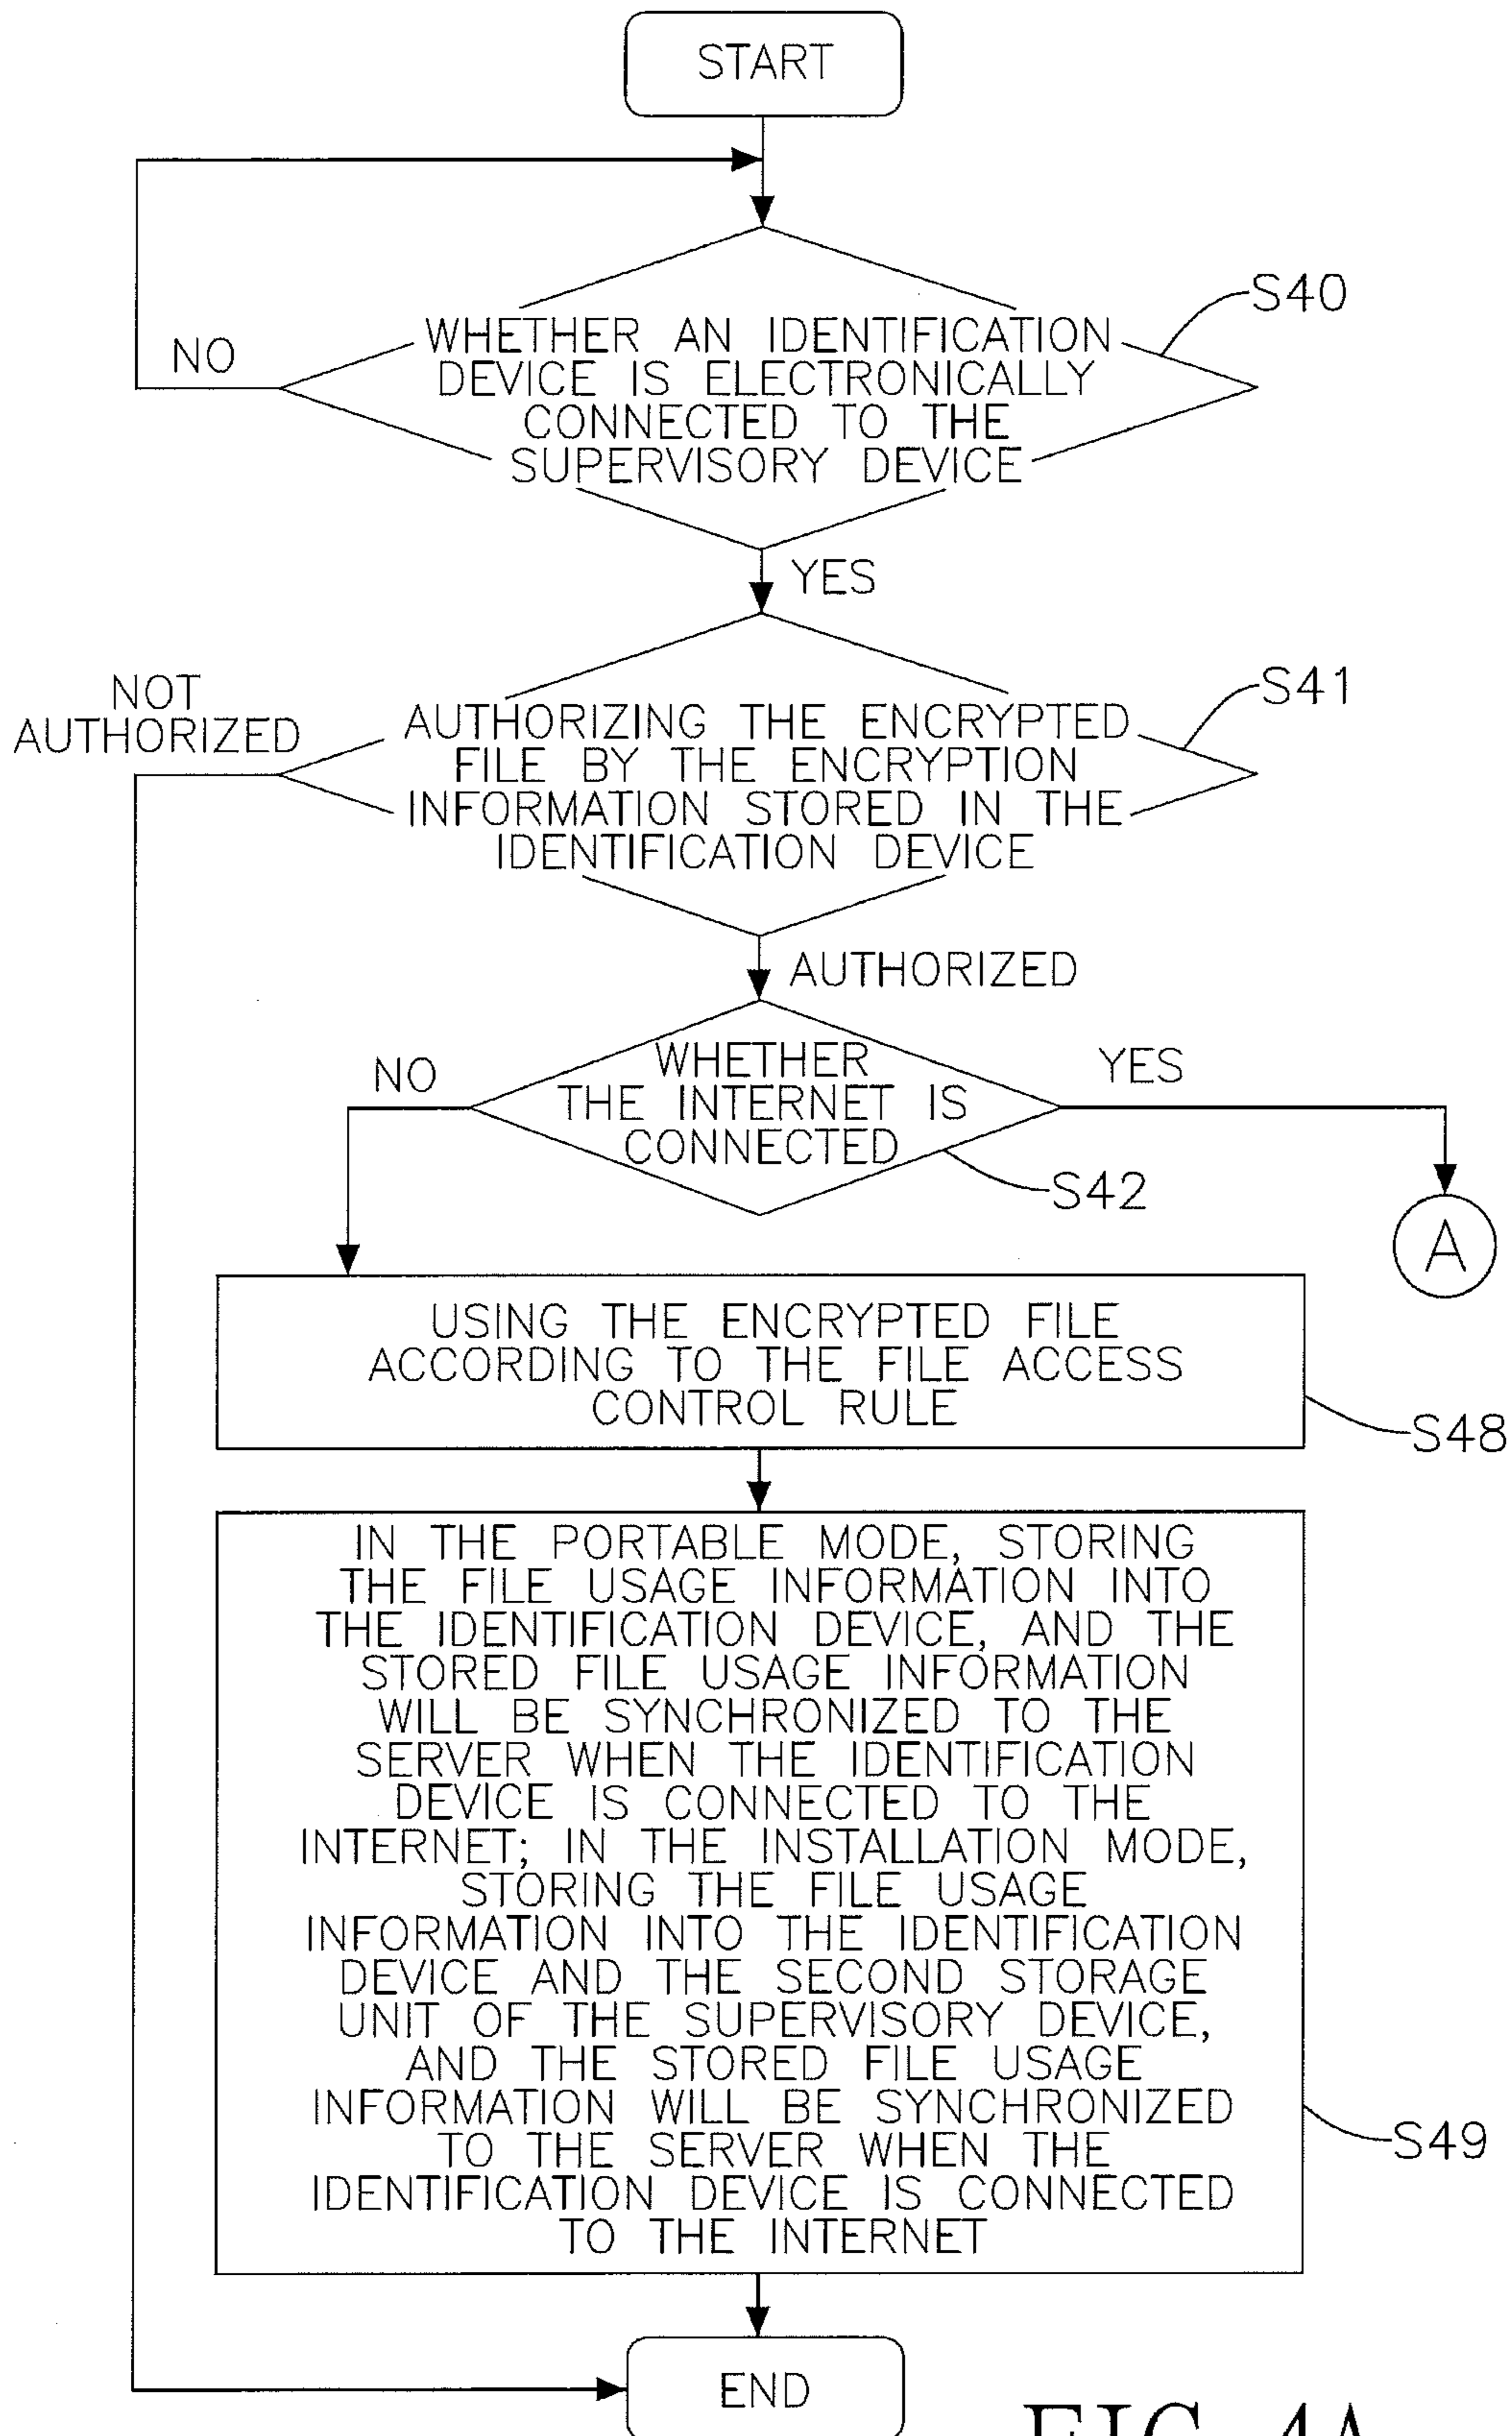 START
NO
WHETHER AN IDENTIFICATION
DEVICE IS ELECTRONICALLY
CONNECTED TO THE
SUPERVISORY DEVICE
S40
YES
NOT
AUTHORIZED
AUTHORIZING THE ENCRYPTED
FILE BY THE ENCRYPTION
INFORMATION STORED IN THE
IDENTIFICATION DEVICE
S41
AUTHORIZED
NO
WHETHER
THE INTERNET IS
CONNECTED
YES
S42
A
USING THE ENCRYPTED FILE
ACCORDING TO THE FILE ACCESS
CONTROL RULE
S48
IN THE PORTABLE MODE, STORING
THE FILE USAGE INFORMATION INTO
THE IDENTIFICATION DEVICE, AND THE
STORED FILE USAGE INFORMATION
WILL BE SYNCHRONIZED TO THE
SERVER WHEN THE IDENTIFICATION
DEVICE IS CONNECTED TO THE
INTERNET; IN THE INSTALLATION MODE,
STORING THE FILE USAGE
INFORMATION INTO THE IDENTIFICATION
DEVICE AND THE SECOND STORAGE
UNIT OF THE SUPERVISORY DEVICE,
AND THE STORED FILE USAGE
INFORMATION WILL BE SYNCHRONIZED
TO THE SERVER WHEN THE
IDENTIFICATION DEVICE IS CONNECTED
TO THE INTERNET
S49
END
FIG. 4A